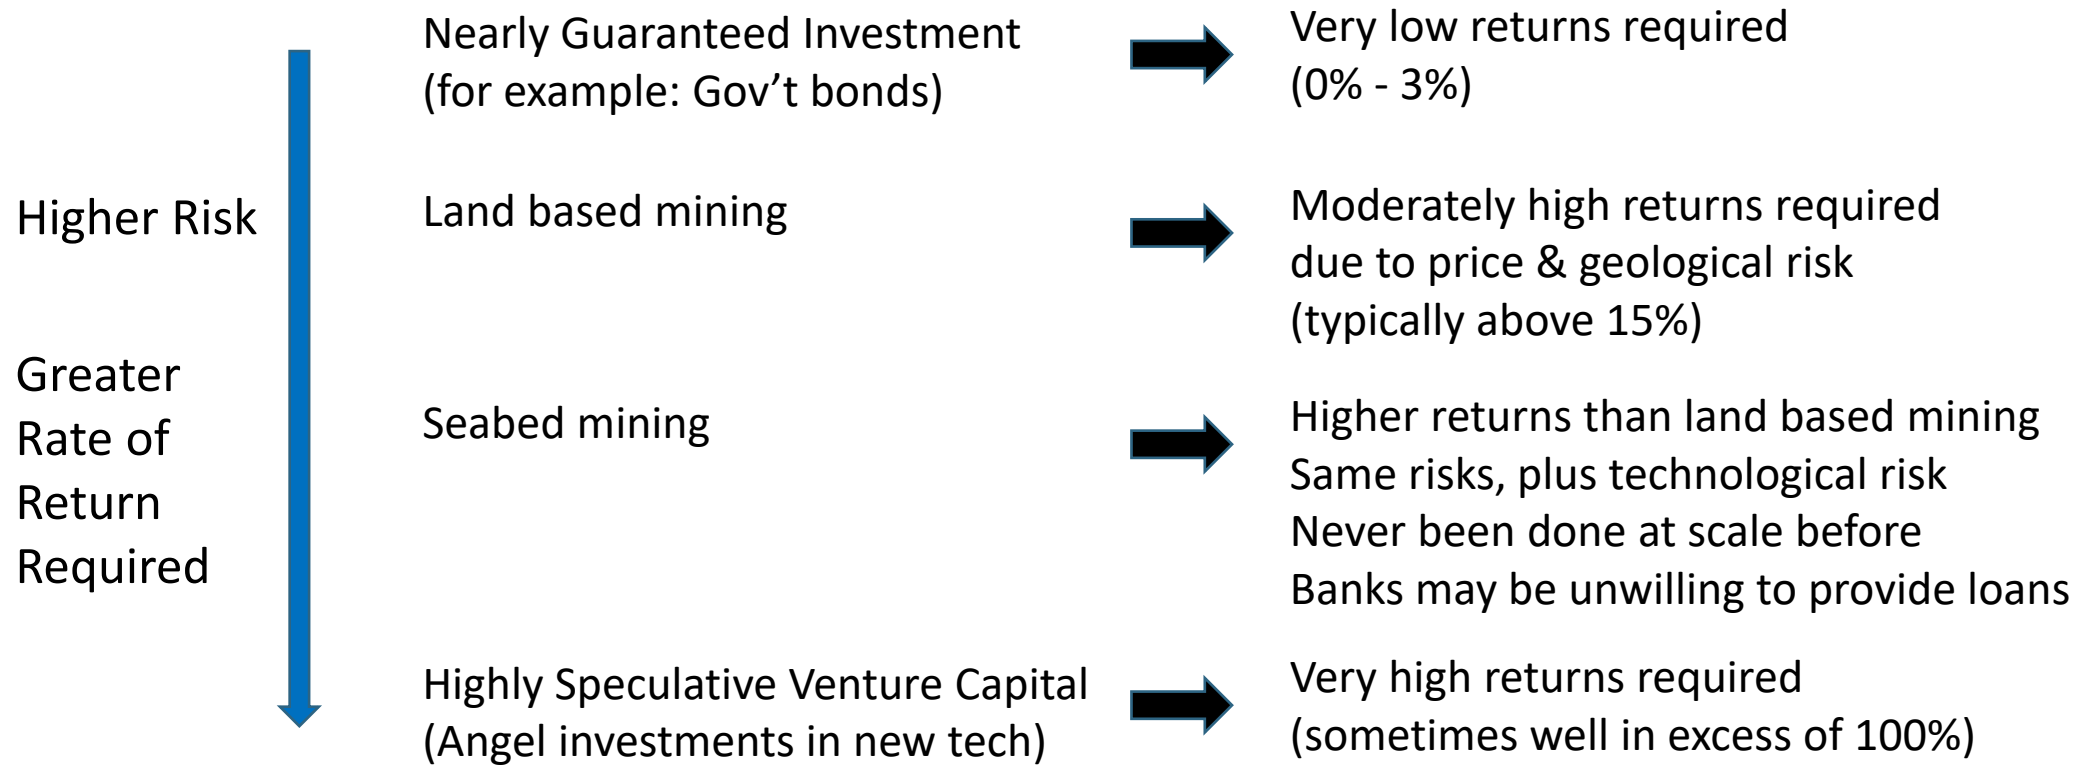 Higher Risk
Greater
Rate of
Return
Required
Nearly Guaranteed Investment
(for example: Gov’t bonds)
Very low returns required
(0% - 3%)
Land based mining
Moderately high returns required
due to price & geological risk
(typically above 15%)
Seabed mining
Higher returns than land based mining
Same risks, plus technological risk
Never been done at scale before
Banks may be unwilling to provide loans
Highly Speculative Venture Capital
(Angel investments in new tech)
Very high returns required
(sometimes well in excess of 100%)